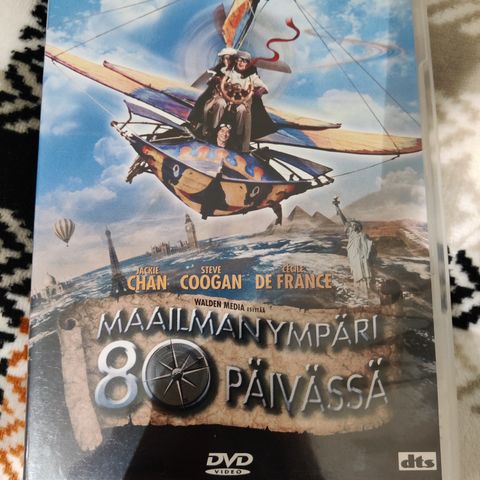 JACKIE CHAN STEVE COOGAN CÉCILE DE FRANCE
WALDEN MEDIA ESITTÄÄ
MAAILMAN YMPÄRI
80 PÄIVÄSSÄ
DVD VIDEO
dts